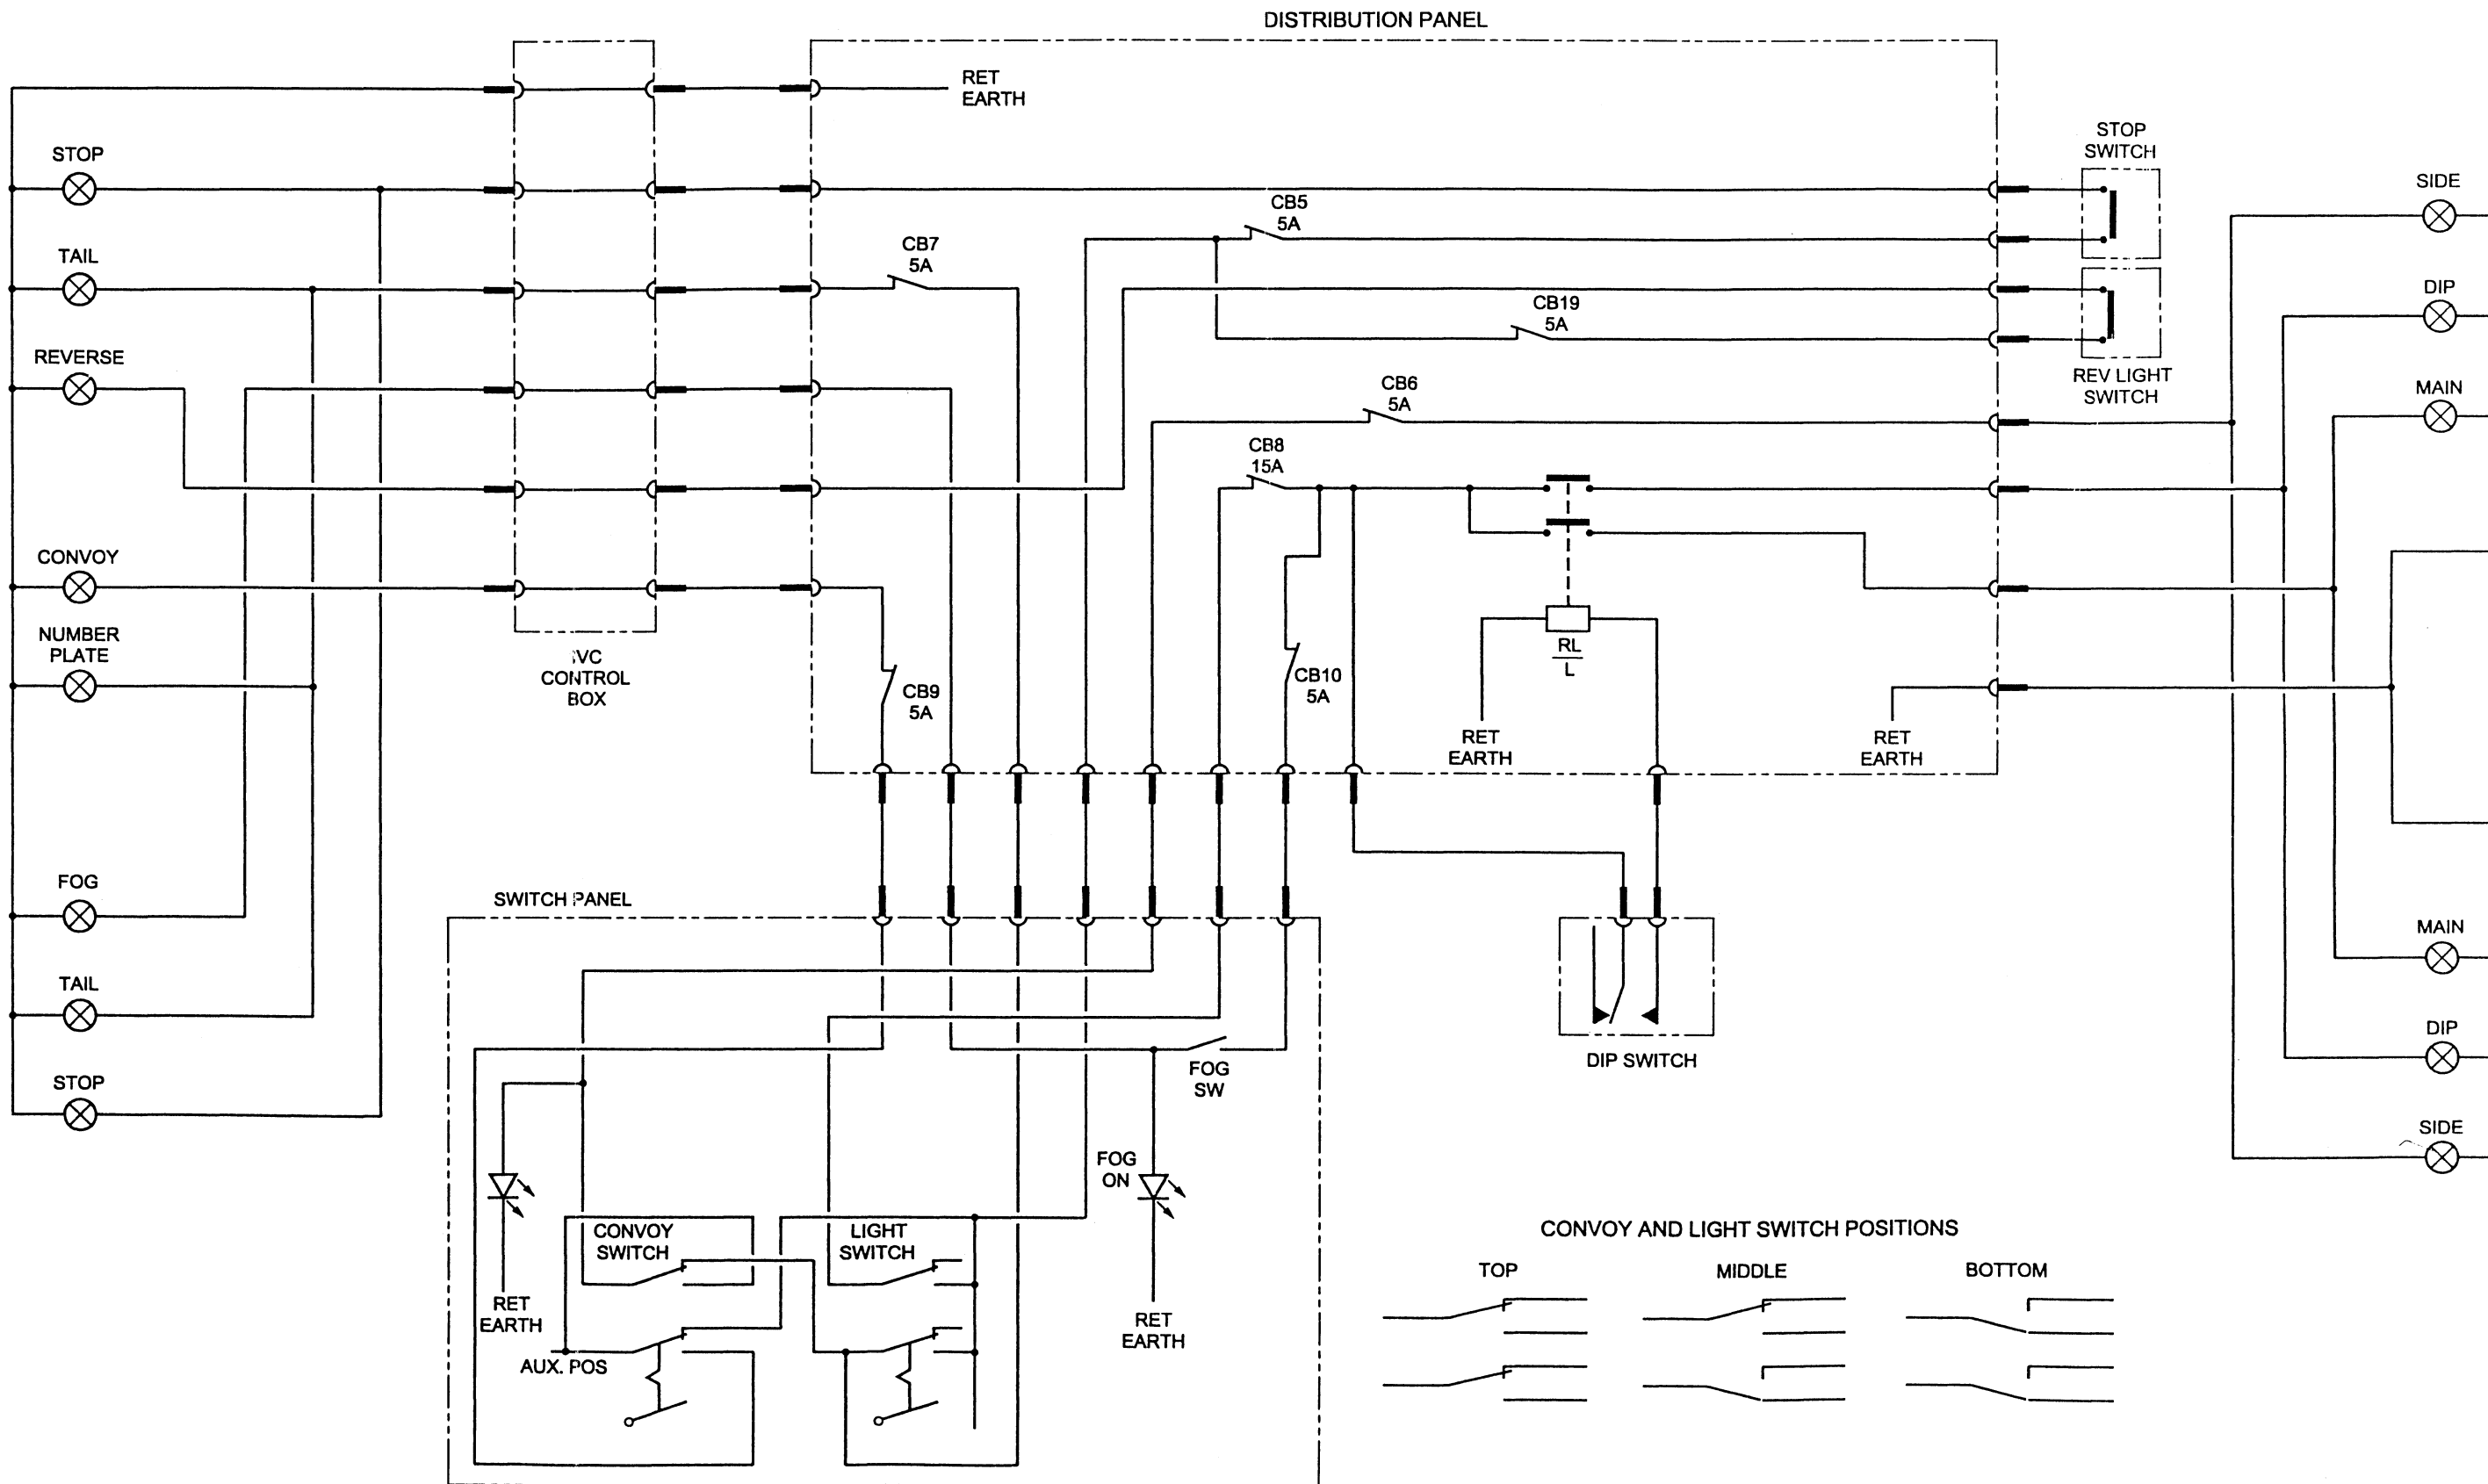 DISTRIBUTION PANEL
RET
EARTH
STOP
SWITCH
STOP
SIDE
CB5
5A
CB7
5A
TAIL
DIP
CB19
5A
REVERSE
REV LIGHT
SWITCH
CB6
5A
MAIN
CB8
15A
CONVOY
NUMBER
PLATE
IVC
CONTROL
BOX
RL
L
CB10
5A
CB9
5A
RET
EARTH
RET
EARTH
FOG
SWITCH PANEL
MAIN
TAIL
DIP
STOP
FOG
SW
DIP SWITCH
SIDE
FOG
ON
CONVOY
SWITCH
LIGHT
SWITCH
CONVOY AND LIGHT SWITCH POSITIONS
TOP
MIDDLE
BOTTOM
RET
EARTH
RET
EARTH
AUX. POS